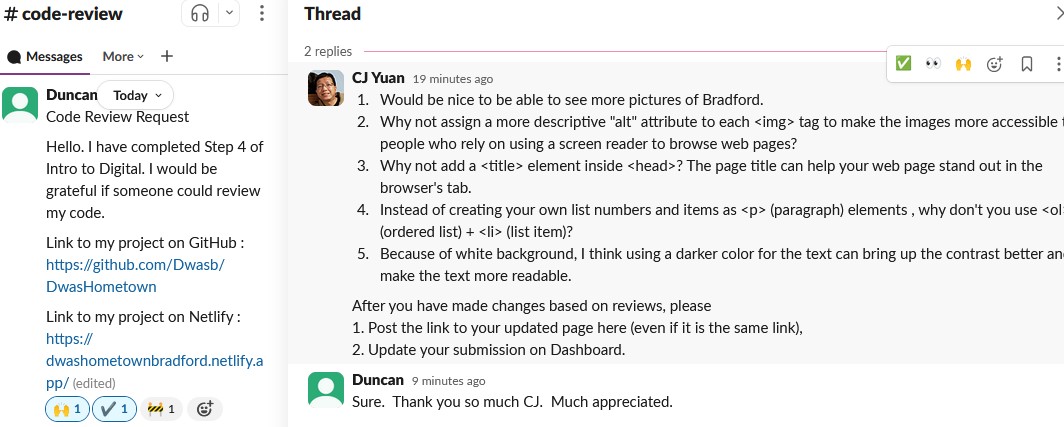 # code-review
Messages
More
Duncan
Today
Code Review Request
Hello. I have completed Step 4 of
Intro to Digital. I would be
grateful if someone could review
my code.
Link to my project on GitHub :
https://github.com/Dwasb/
DwasHometown
Link to my project on Netlify :
https://
dwashometownbradford.netlify.a
pp/ (edited)
1 1 1
Thread
2 replies
CJ Yuan 19 minutes ago
1. Would be nice to be able to see more pictures of Bradford.
2. Why not assign a more descriptive "alt" attribute to each <img> tag to make the images more accessible
people who rely on using a screen reader to browse web pages?
3. Why not add a <title> element inside <head>? The page title can help your web page stand out in the
browser's tab.
4. Instead of creating your own list numbers and items as <p> (paragraph) elements , why don't you use <ol
(ordered list) + <li> (list item)?
5. Because of white background, I think using a darker color for the text can bring up the contrast better an
make the text more readable.
After you have made changes based on reviews, please
1. Post the link to your updated page here (even if it is the same link),
2. Update your submission on Dashboard.
Duncan 9 minutes ago
Sure. Thank you so much CJ. Much appreciated.